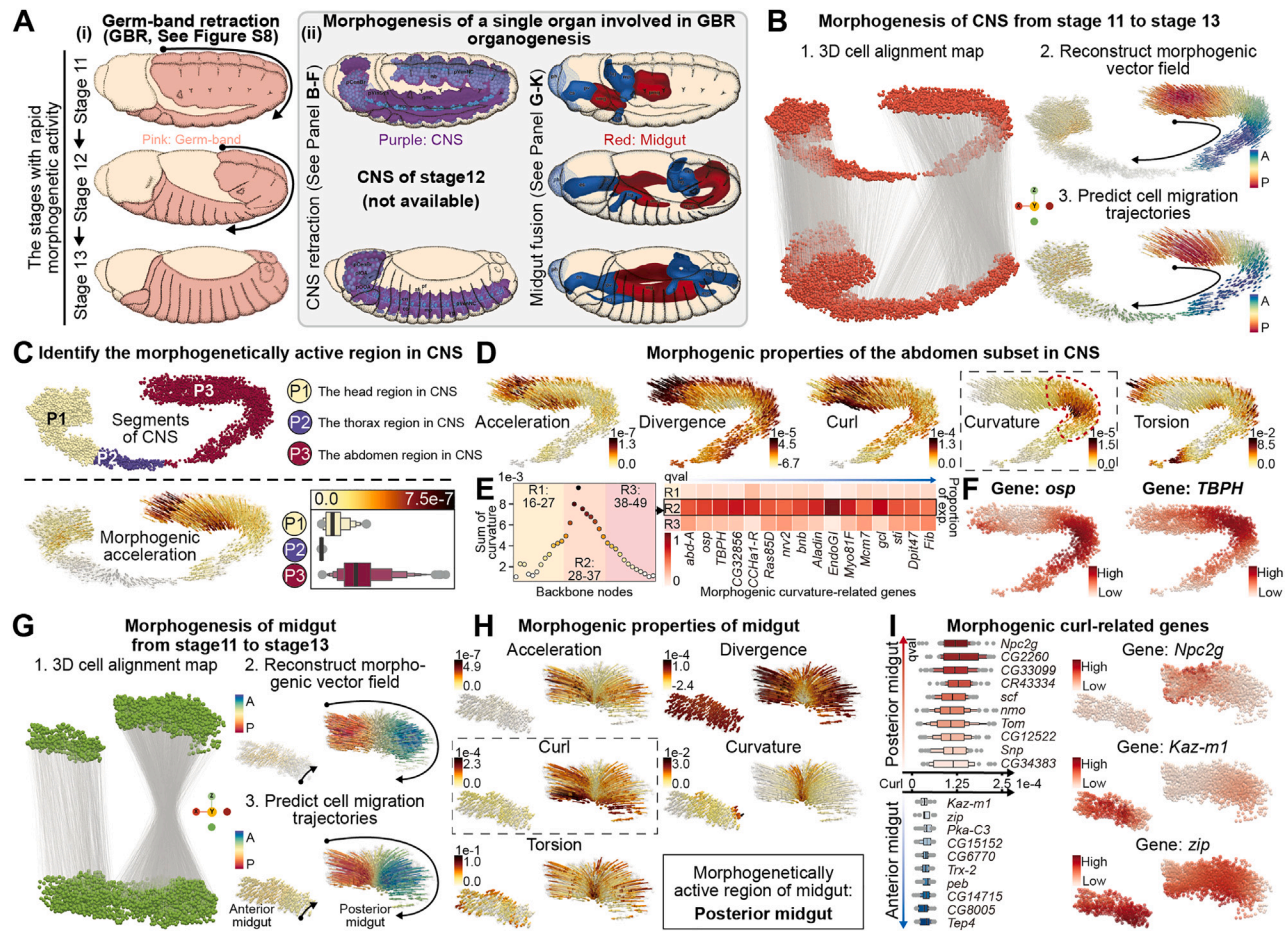 A
(i)
Germ-band retraction
(GBR, See Figure S8)
The stages with rapid
morphogenetic activity
Stage 13 ← Stage 12 ← Stage 11
Pink: Germ-band
(ii)
Morphogenesis of a single organ involved in GBR
organogenesis
CNS retraction (See Panel B-F)
Purple: CNS
CNS of stage12
(not available)
Midgut fusion (See Panel G-K)
Red: Midgut
B
Morphogenesis of CNS from stage 11 to stage 13
1. 3D cell alignment map
2. Reconstruct morphogenic
vector field
A
P
Z
X
Y
3. Predict cell migration
trajectories
A
P
C
Identify the morphogenetically active region in CNS
P1
P2
P3
Segments
of CNS
P1 The head region in CNS
P2 The thorax region in CNS
P3 The abdomen region in CNS
Morphogenic
acceleration
0.0 7.5e-7
P1
P2
P3
D
Morphogenic properties of the abdomen subset in CNS
Acceleration
1e-7
1.3
0.0
Divergence
1e-5
4.5
-6.7
Curl
1e-4
1.3
0.0
Curvature
1e-5
1.5
0.0
Torsion
1e-2
8.2
0.0
E
1e-3
Sum of
curvature
8
6
4
2
R1:
16-27
R2:
28-37
R3:
38-49
Backbone nodes
qval
R1
R2
R3
Proportion
of exp.
1
0
abd-A
osp
TBPH
CG32856
CCHa1-R
Ras85D
nrv2
bnb
Aladin
EndoGI
Myo81F
Mcm7
gol
sli
Dpit47
Fib
Morphogenic curvature-related genes
F
Gene: osp
High
Low
Gene: TBPH
High
Low
G
Morphogenesis of midgut
from stage11 to stage13
1. 3D cell alignment map
2. Reconstruct morpho-
genic vector field
A
P
Z
X
Y
3. Predict cell migration
trajectories
A
P
Anterior
midgut
Posterior
midgut
H
Morphogenic properties of midgut
Acceleration
1e-7
4.9
0.0
Divergence
1e-4
1.0
-2.4
Curl
1e-4
2.3
0.0
Curvature
1e-2
3.0
0.0
Torsion
1e-1
1.5
0.0
Morphogenetically
active region of midgut:
Posterior midgut
I
Morphogenic curl-related genes
Posterior midgut
qval
Npc2g
CG2260
CG33099
CR43334
scf
nmo
Tom
CG12522
Snp
CG34383
Curl
0 1.25 2.5
1e-4
Anterior midgut
Kaz-m1
zip
Pka-C3
CG15152
CG6770
Trx-2
peb
CG14715
CG8005
Tep4
Gene: Npc2g
High
Low
Gene: Kaz-m1
High
Low
Gene: zip
High
Low